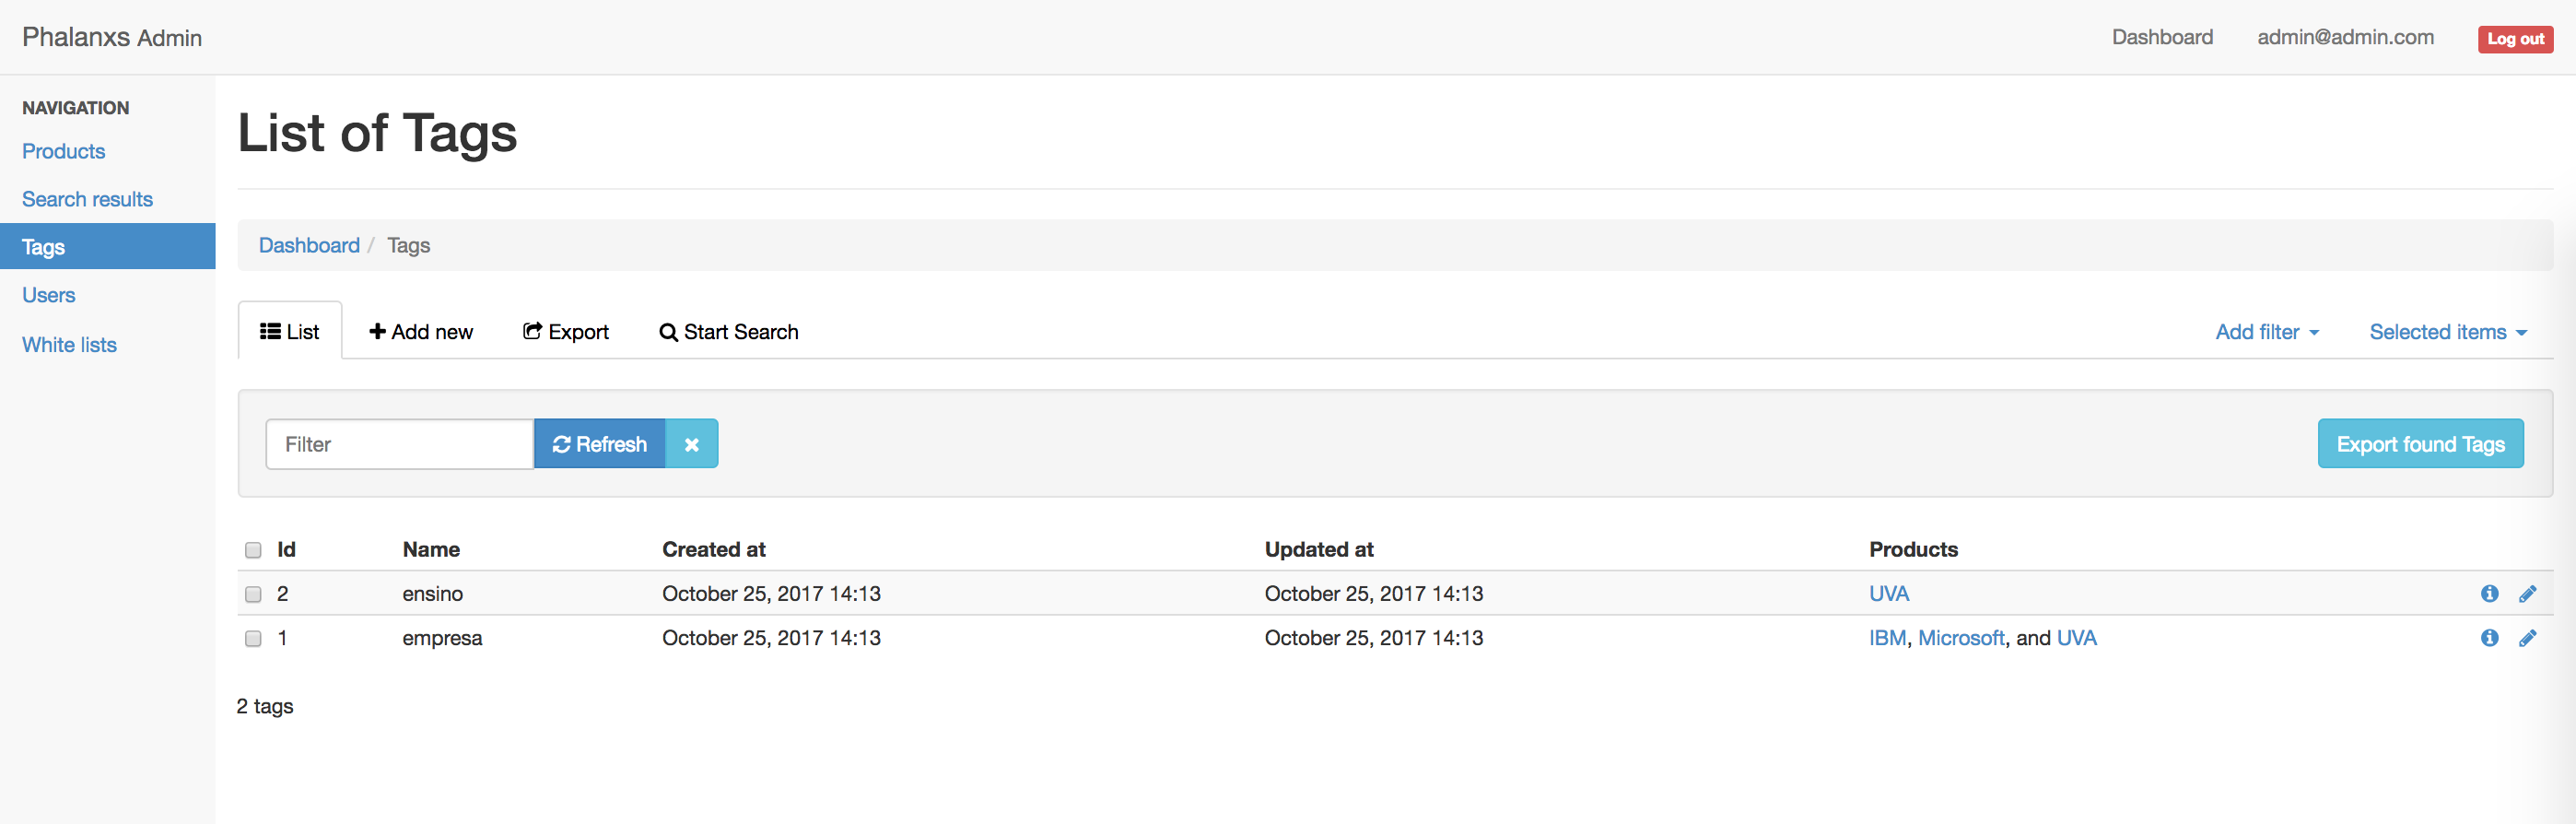 Phalanxs Admin
Dashboard admin@admin.com Log out
NAVIGATION
Products
Search results
Tags
Users
White lists
List of Tags
Dashboard / Tags
List Add new Export Start Search Add filter Selected items
Filter Refresh Export found Tags
Id Name Created at Updated at Products
2 ensino October 25, 2017 14:13 October 25, 2017 14:13 UVA
1 empresa October 25, 2017 14:13 October 25, 2017 14:13 IBM, Microsoft, and UVA
2 tags